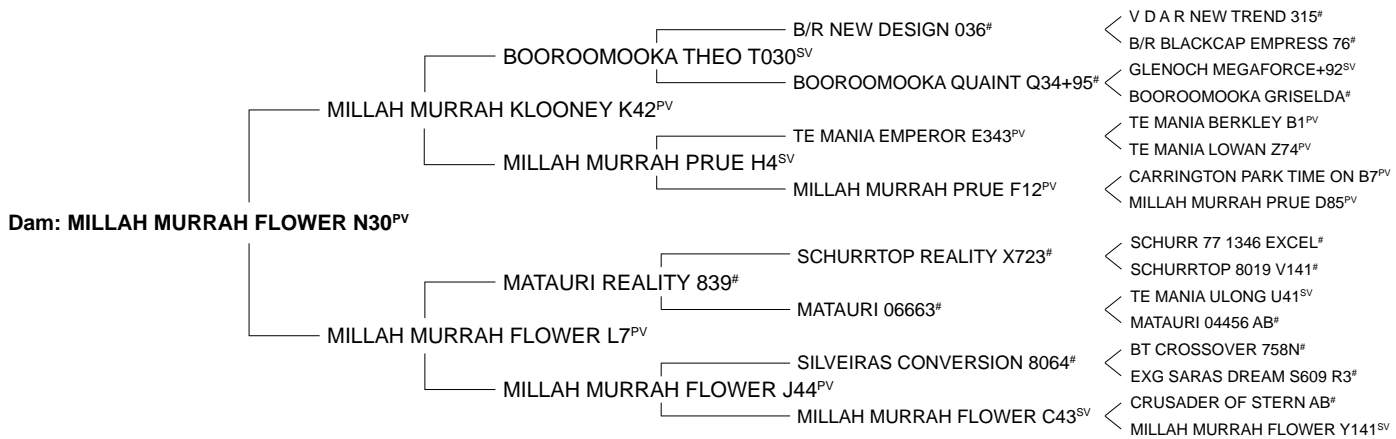 V D A R NEW TREND 315#
B/R NEW DESIGN 036#
B/R BLACKCAP EMPRESS 76#
BOOROOMOOKA THEO T030SV
GLENOCH MEGAFORCE+92SV
BOOROOMOOKA QUAINT Q34+95#
BOOROOMOOKA GRISELDA#
MILLAH MURRAH KLOONEY K42PV
TE MANIA BERKLEY B1PV
TE MANIA EMPEROR E343PV
TE MANIA LOWAN Z74PV
MILLAH MURRAH PRUE H4SV
CARRINGTON PARK TIME ON B7PV
MILLAH MURRAH PRUE F12PV
MILLAH MURRAH PRUE D85PV
Dam: MILLAH MURRAH FLOWER N30PV
SCHURR 77 1346 EXCEL#
SCHURRTOP REALITY X723#
SCHURRTOP 8019 V141#
MATAURI REALITY 839#
TE MANIA ULONG U41SV
MATAURI 06663#
MATAURI 04456 AB#
MILLAH MURRAH FLOWER L7PV
BT CROSSOVER 758N#
SILVEIRAS CONVERSION 8064#
EXG SARAS DREAM S609 R3#
MILLAH MURRAH FLOWER J44PV
CRUSADER OF STERN AB#
MILLAH MURRAH FLOWER C43SV
MILLAH MURRAH FLOWER Y141SV